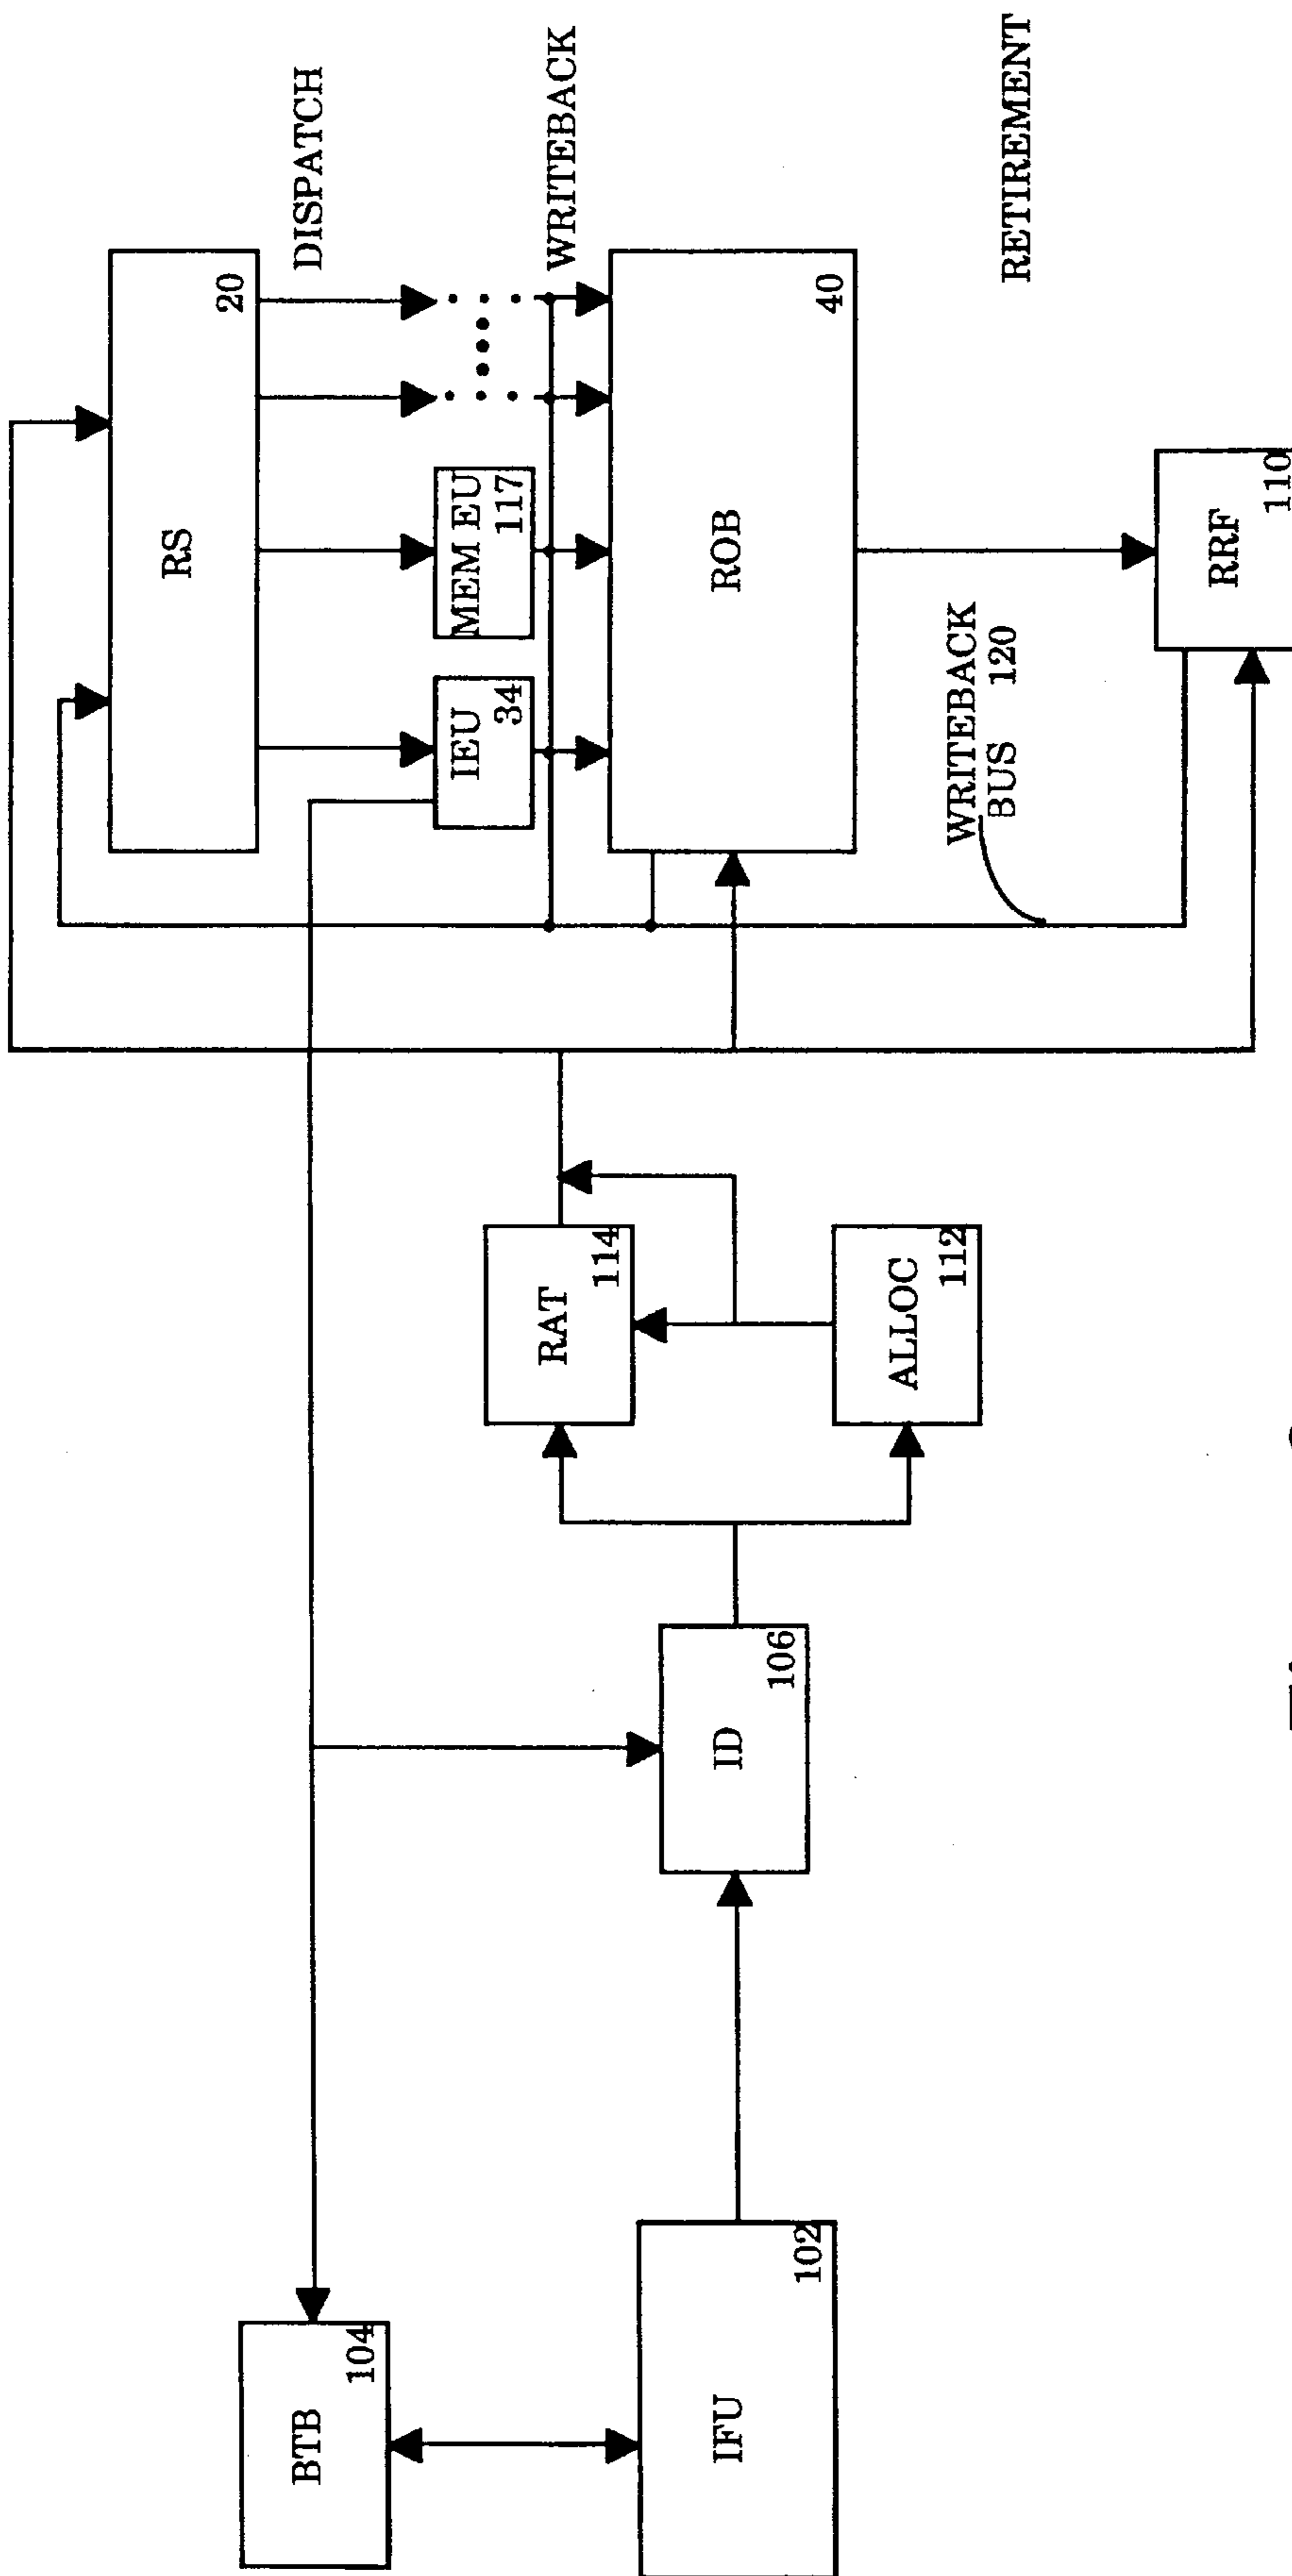 BTB
104
IFU
102
ID
106
RAT
114
ALLOC
112
RS
20
DISPATCH
IEU
34
MEM EU
117
WRITEBACK
ROB
40
WRITEBACK
BUS 120
RETIREMENT
RRF
110